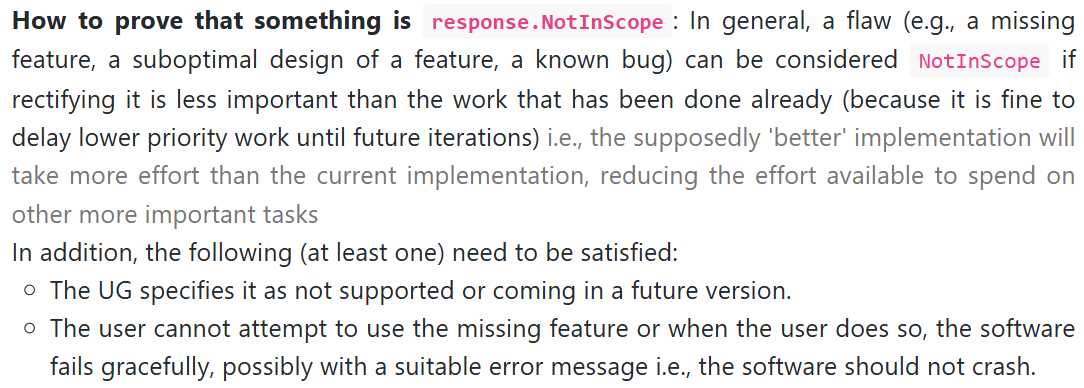 How to prove that something is response.NotInScope: In general, a flaw (e.g., a missing
feature, a suboptimal design of a feature, a known bug) can be considered NotInScope if
rectifying it is less important than the work that has been done already (because it is fine to
delay lower priority work until future iterations) i.e., the supposedly 'better' implementation will
take more effort than the current implementation, reducing the effort available to spend on
other more important tasks
In addition, the following (at least one) need to be satisfied:
○ The UG specifies it as not supported or coming in a future version.
○ The user cannot attempt to use the missing feature or when the user does so, the software
fails gracefully, possibly with a suitable error message i.e., the software should not crash.